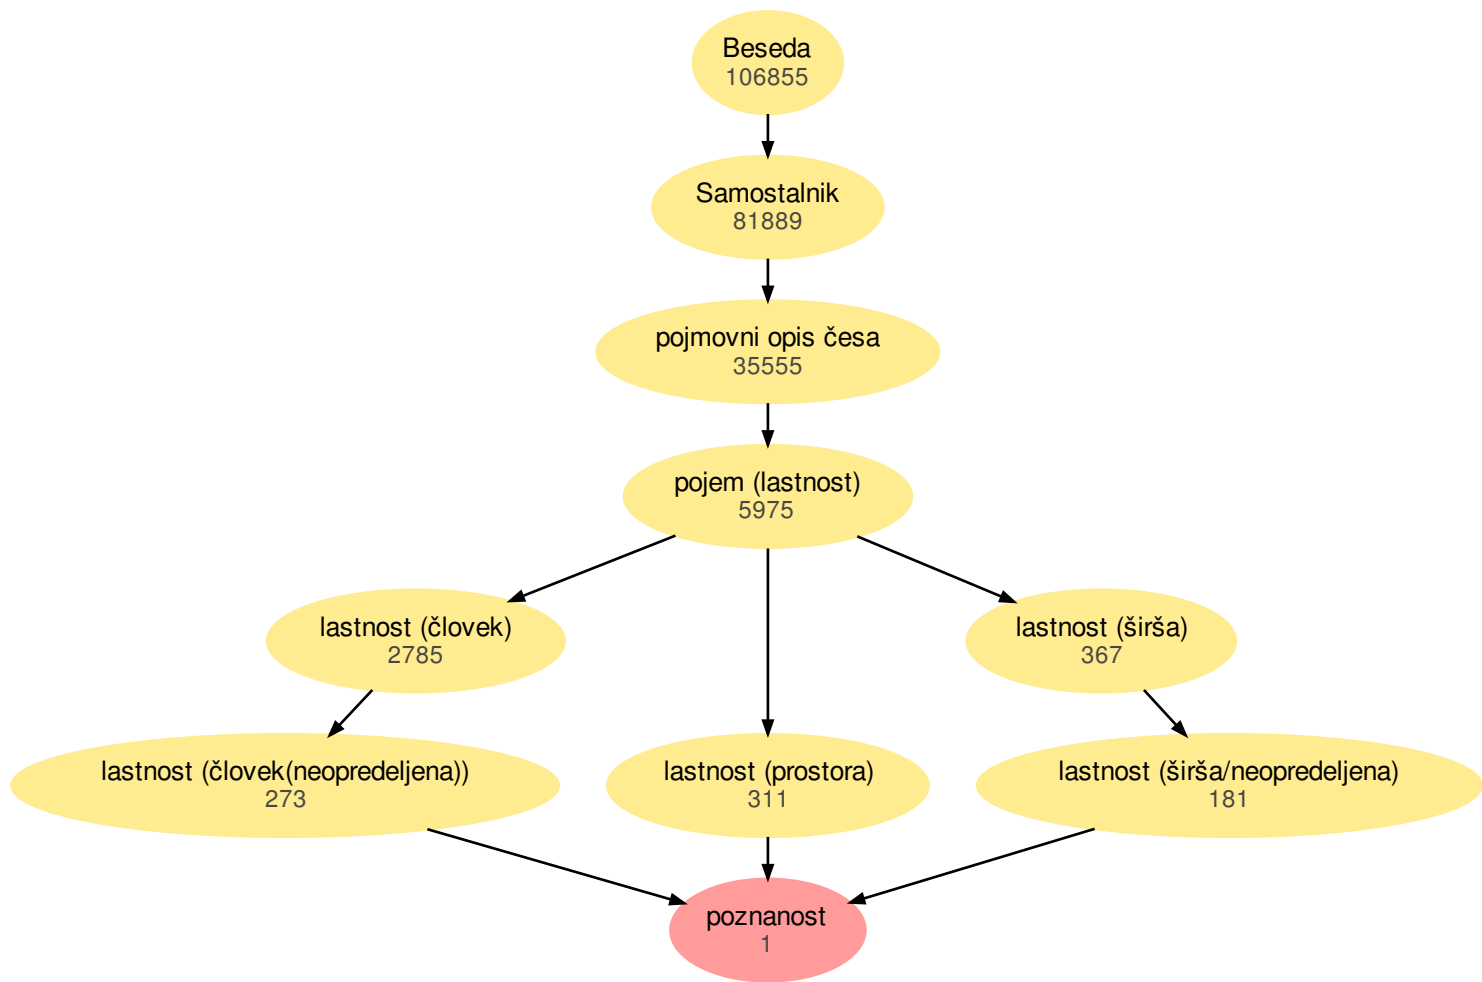 Beseda
106855
Samostalnik
81889
pojmovni opis česa
35555
pojem (lastnost)
5975
lastnost (človek)
2785
lastnost (širša)
367
lastnost (človek(neopredeljena))
273
lastnost (prostora)
311
lastnost (širša/neopredeljena)
181
poznanost
1